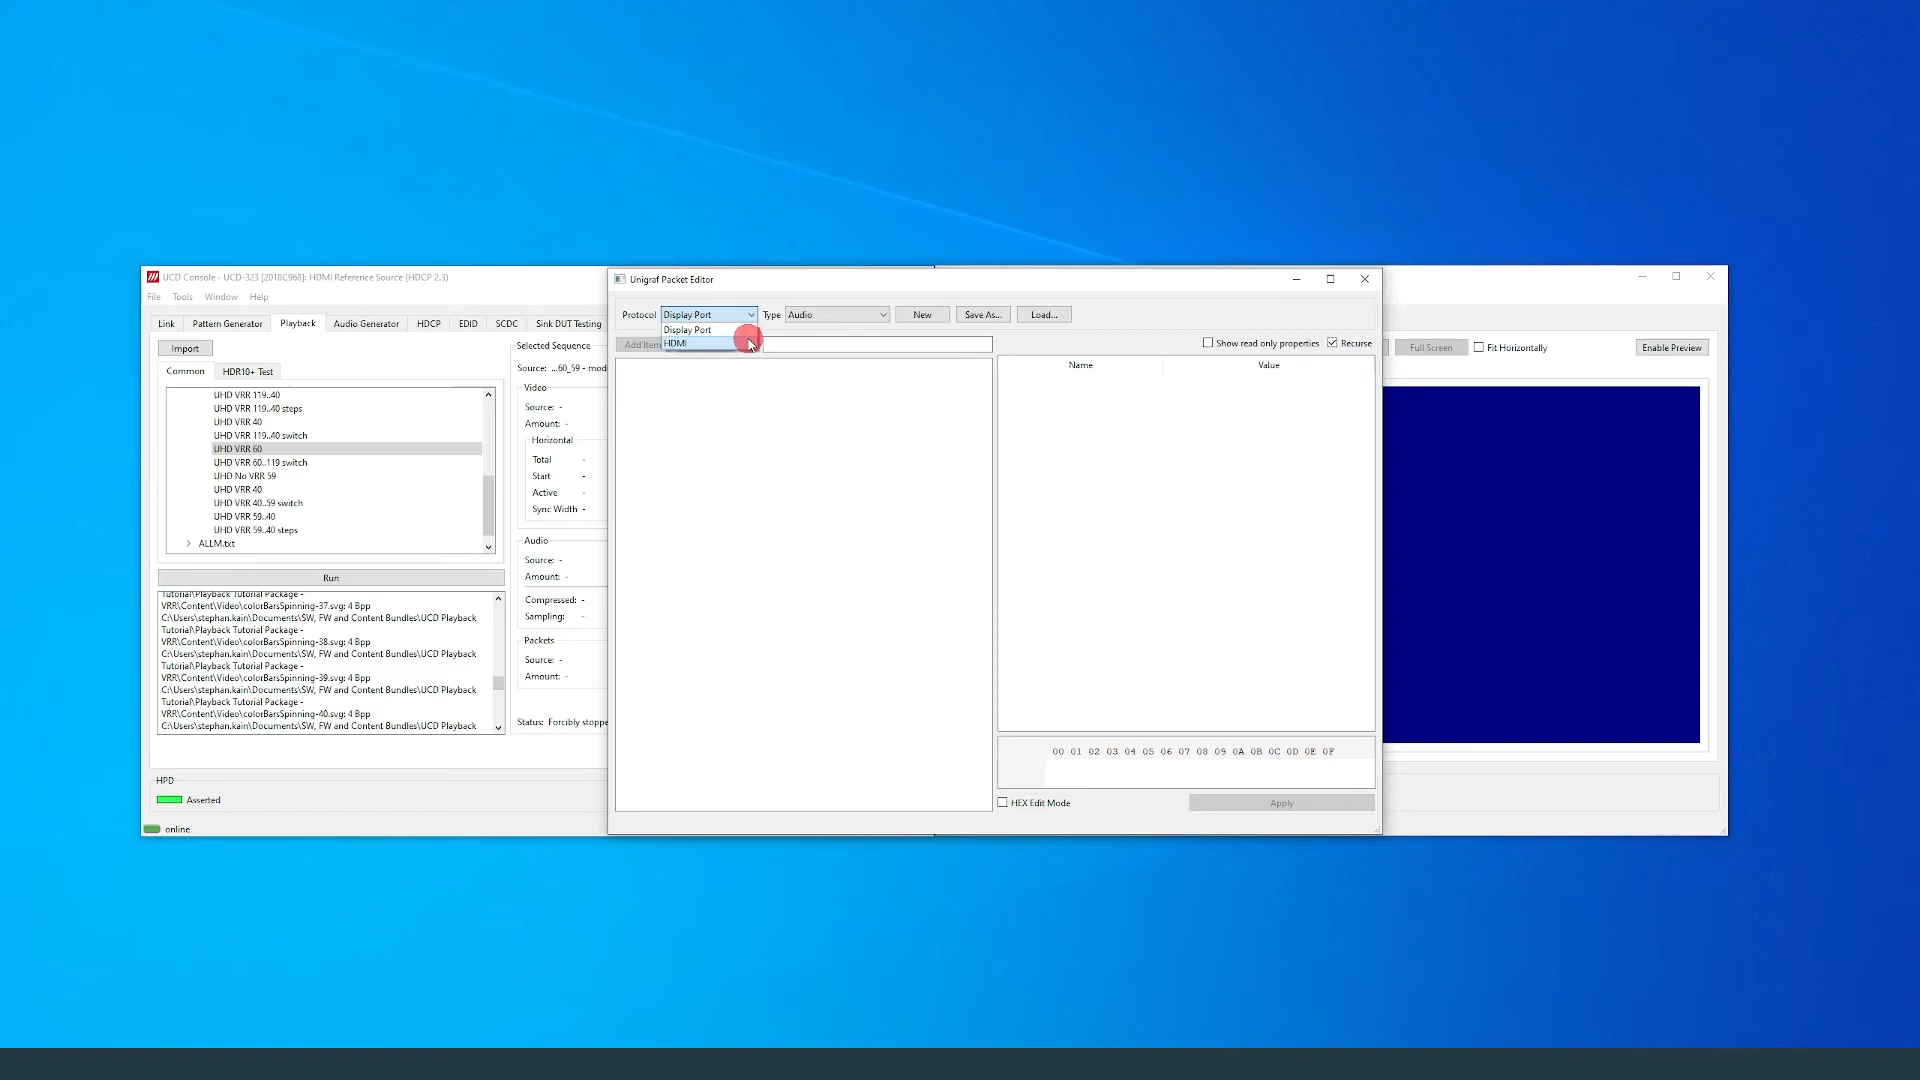 UCD Console - UCD-323 [2018C968]: HDMI Reference Source (HDCP 2.3)
File Tools Window Help
Link Pattern Generator Playback Audio Generator HDCP EDID SCDC Sink DUT Testing
Import
Common HDR10+ Test
UHD VRR 119..40
UHD VRR 119..40 steps
UHD VRR 40
UHD VRR 119..40 switch
UHD VRR 60
UHD VRR 60..119 switch
UHD No VRR 59
UHD VRR 40
UHD VRR 40..59 switch
UHD VRR 59..40
UHD VRR 59..40 steps
ALLM.txt
Run
Tutorial\Playback Tutorial Package -
VRR\Content\Video\colorBarsSpinning-37.svg: 4 Bpp
C:\Users\stephan.kain\Documents\SW, FW and Content Bundles\UCD Playback
Tutorial\Playback Tutorial Package -
VRR\Content\Video\colorBarsSpinning-38.svg: 4 Bpp
C:\Users\stephan.kain\Documents\SW, FW and Content Bundles\UCD Playback
Tutorial\Playback Tutorial Package -
VRR\Content\Video\colorBarsSpinning-39.svg: 4 Bpp
C:\Users\stephan.kain\Documents\SW, FW and Content Bundles\UCD Playback
Tutorial\Playback Tutorial Package -
VRR\Content\Video\colorBarsSpinning-40.svg: 4 Bpp
C:\Users\stephan.kain\Documents\SW, FW and Content Bundles\UCD Playback
HPD
Asserted
online
Selected Sequence
Source: ...60_59 - mod
Video
Source: -
Amount: -
Horizontal
Total -
Start -
Active -
Sync Width -
Audio
Source: -
Amount: -
Compressed: -
Sampling: -
Packets
Source: -
Amount: -
Status: Forcibly stoppe
Unigraf Packet Editor
Protocol Display Port Type Audio New Save As... Load...
Display Port
HDMI
Add Item
Show read only properties Recurse
Name Value
00 01 02 03 04 05 06 07 08 09 0A 0B 0C 0D 0E 0F
HEX Edit Mode Apply
Full Screen Fit Horizontally Enable Preview